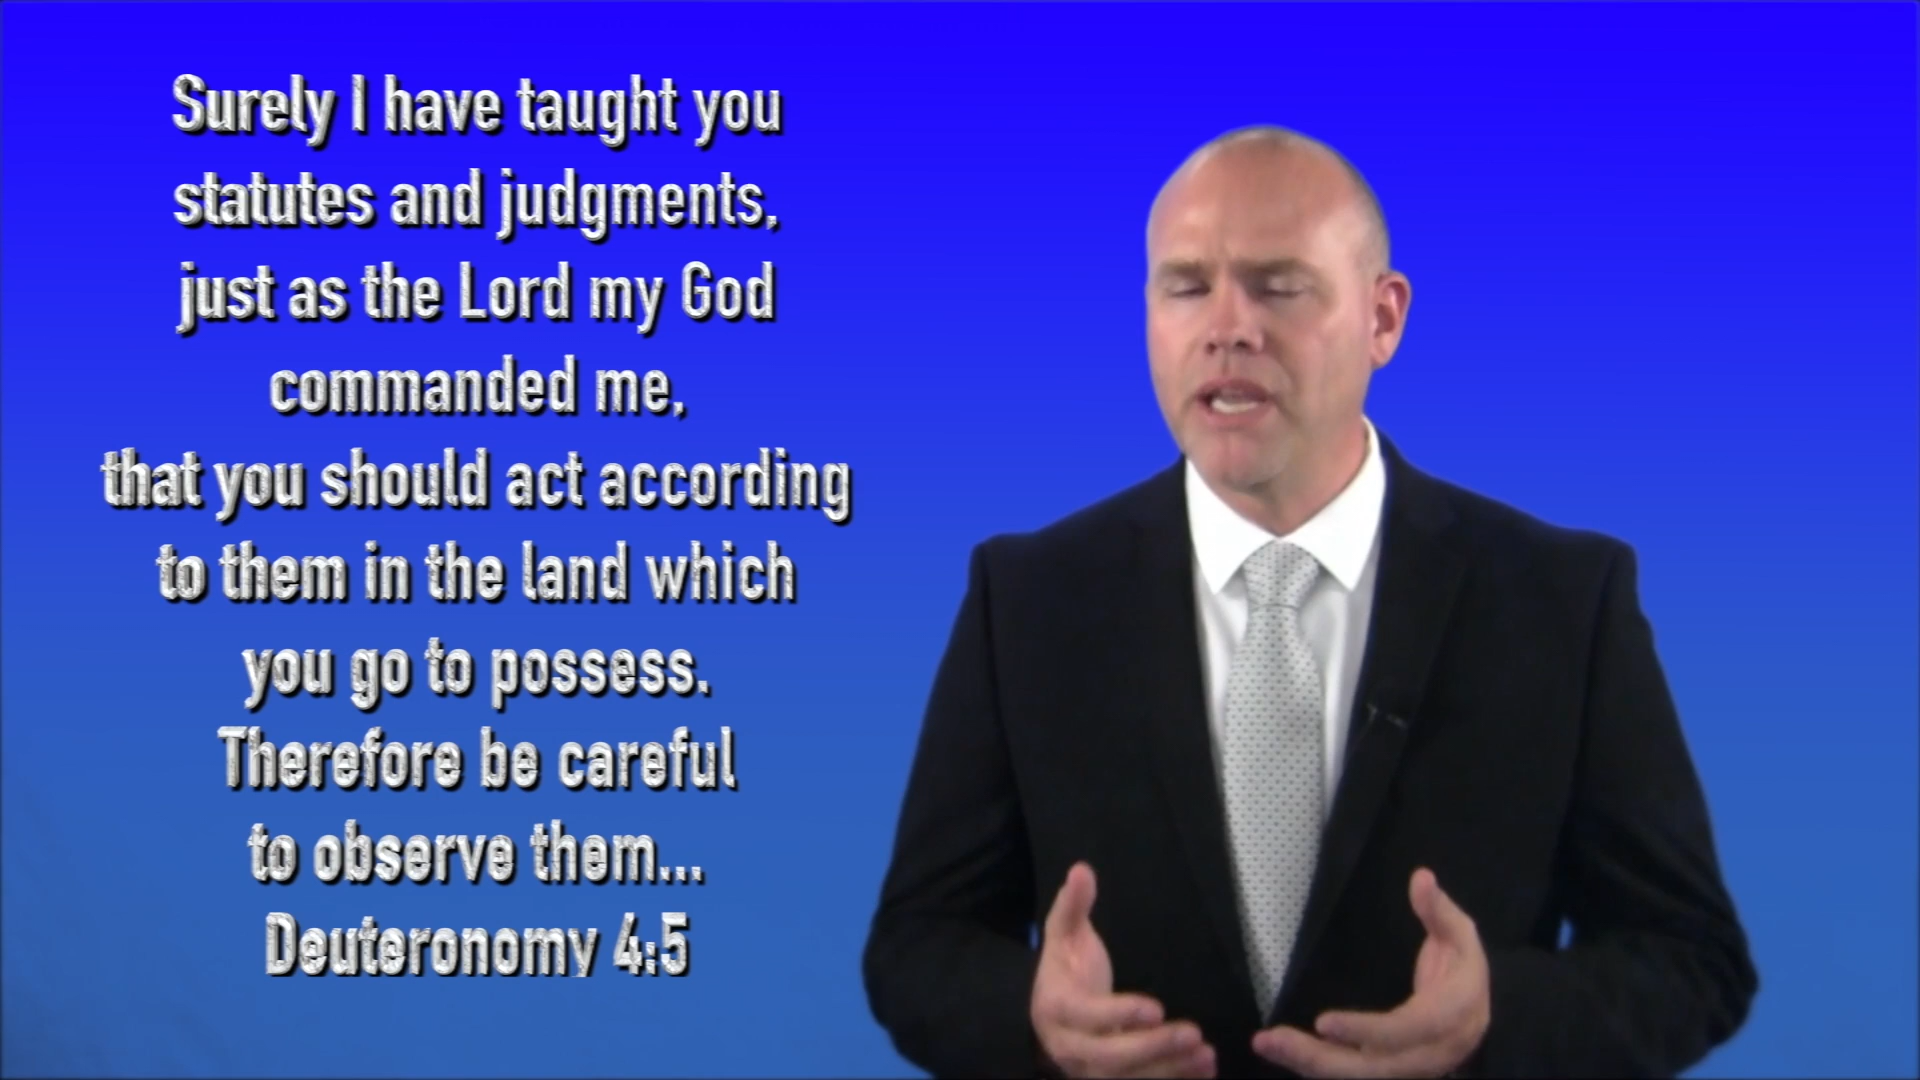 Surely I have taught you
statutes and judgments,
just as the Lord my God
commanded me,
that you should act according
to them in the land which
you go to possess.
Therefore be careful
to observe them...
Deuteronomy 4:5